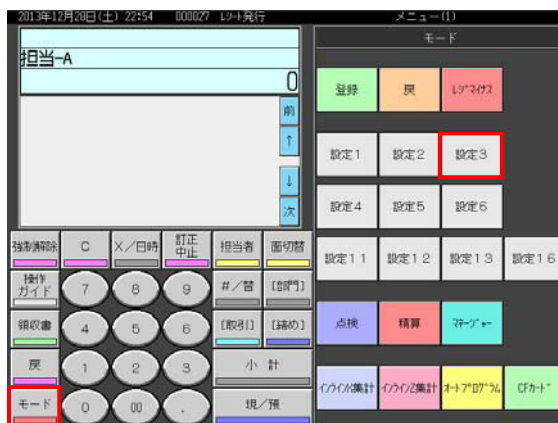 2013年12月28日(土) 22:54 000027 レシート発行 メニュー(1)
モード
担当-A
0
前
↑
↓
次
登録 戻 レジマイナス
設定1 設定2 設定3
設定4 設定5 設定6
設定11 設定12 設定13 設定16
点検 精算 マネージャー
インラインX集計 インラインZ集計 オートプログラム CFカード
強制解除 C X/日時 訂正中止 担当者 面切替
操作ガイド 7 8 9 #/替 [部門]
領収書 4 5 6 [取引] [締め]
戻 1 2 3 小 計
モード 0 00 . 現/預